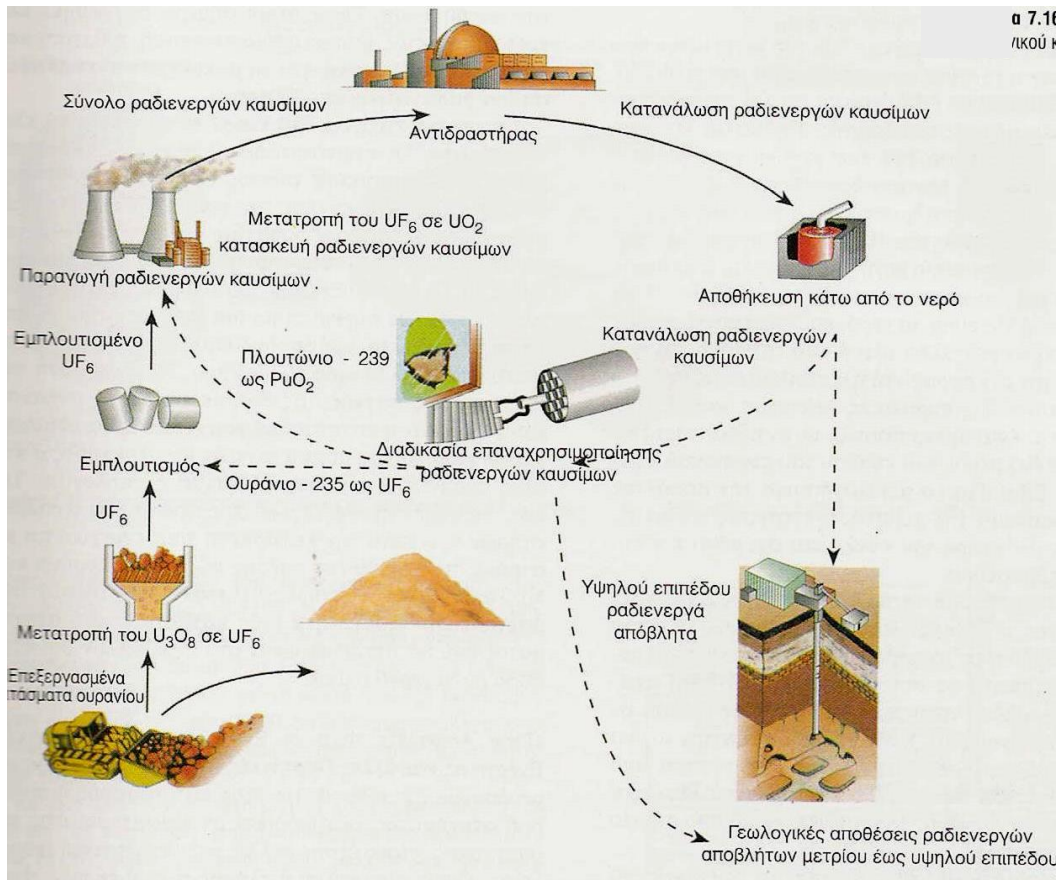 α 7.16
νικού κ
Σύνολο ραδιενεργών καυσίμων
Κατανάλωση ραδιενεργών καυσίμων
Αντιδραστήρας
Μετατροπή του UF6 σε UO2
κατασκευή ραδιενεργών καυσίμων
Παραγωγή ραδιενεργών καυσίμων
Αποθήκευση κάτω από το νερό
Εμπλουτισμένο
UF6
Πλουτώνιο - 239
ως PuO2
Κατανάλωση ραδιενεργών
καυσίμων
Διαδικασία επαναχρησιμοποίησης
ραδιενεργών καυσίμων
Εμπλουτισμός
Ουράνιο - 235 ως UF6
UF6
Υψηλού επιπέδου
ραδιενεργά
απόβλητα
Μετατροπή του U3O8 σε UF6
Επεξεργασμένα
τάσματα ουρανίου
Γεωλογικές αποθέσεις ραδιενεργών
αποβλήτων μετρίου έως υψηλού επιπέδου